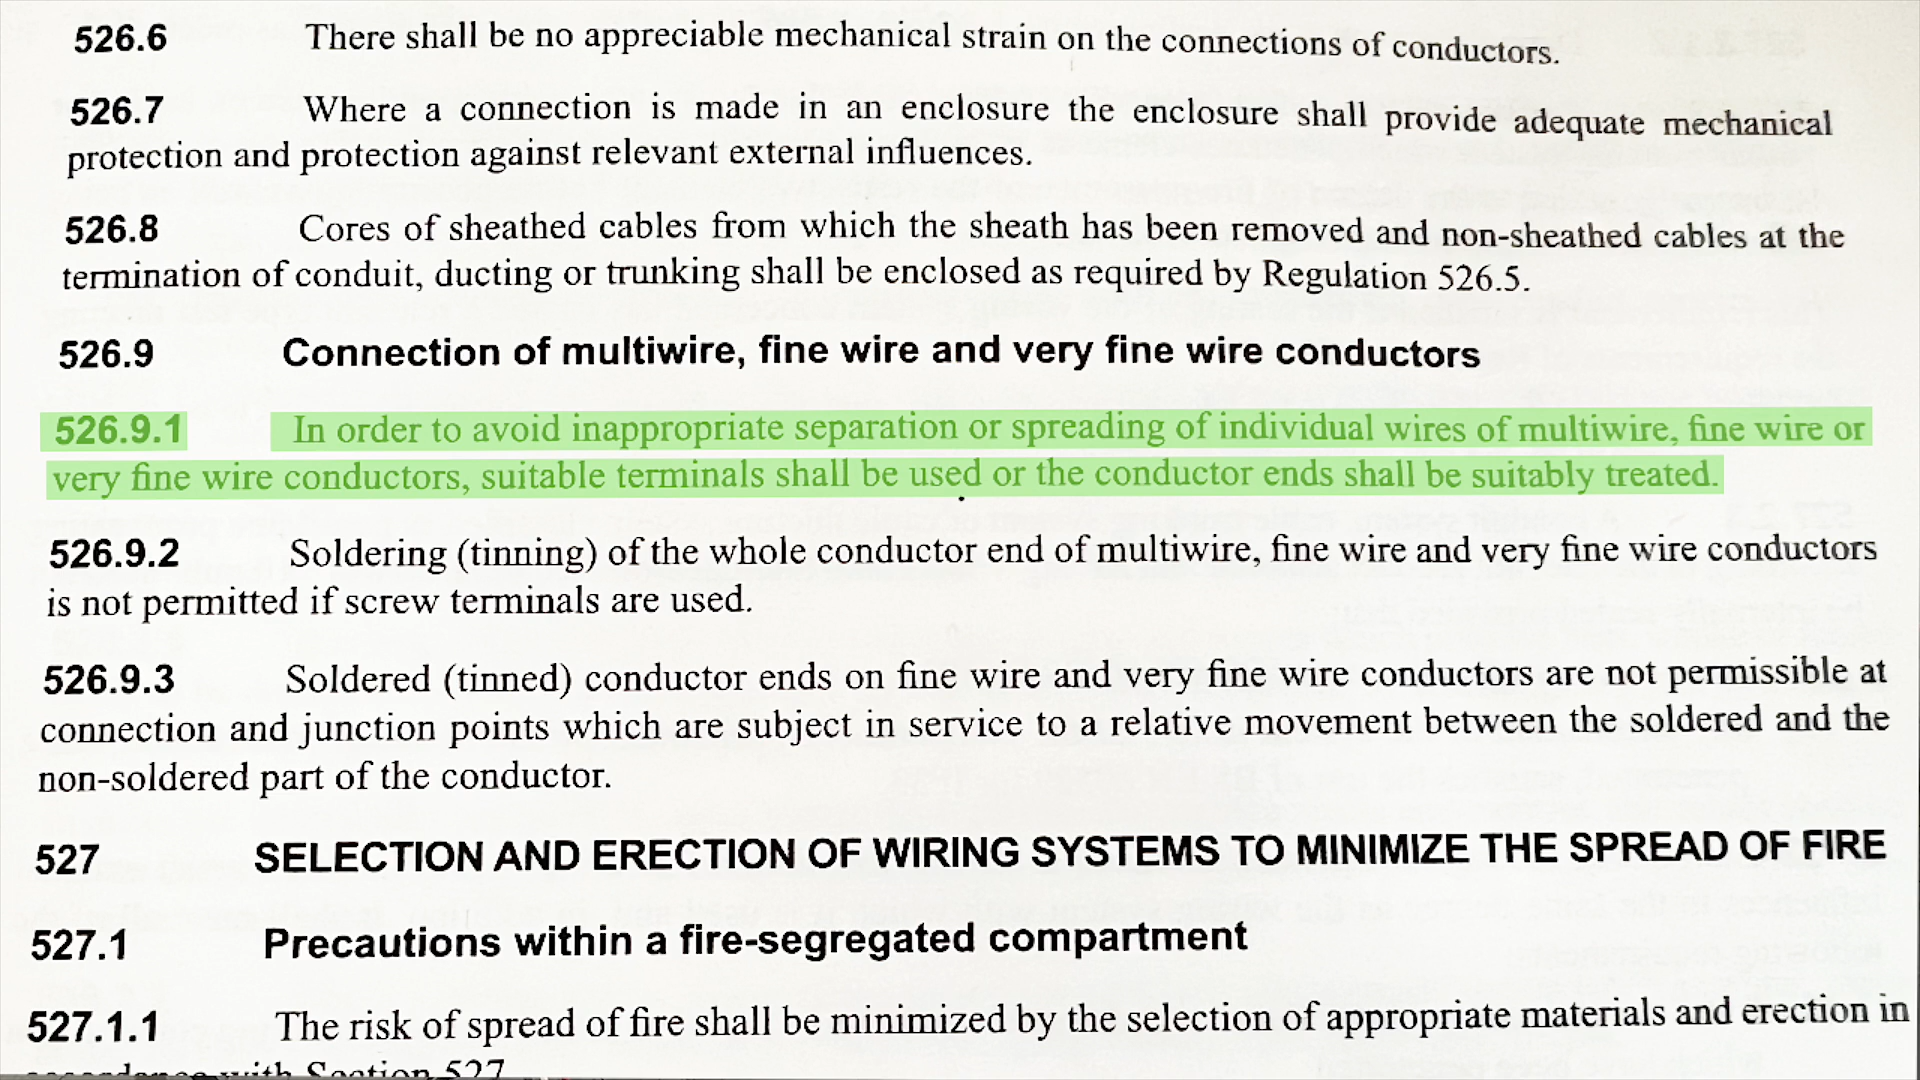 526.6 There shall be no appreciable mechanical strain on the connections of conductors.
526.7 Where a connection is made in an enclosure the enclosure shall provide adequate mechanical
protection and protection against relevant external influences.
526.8 Cores of sheathed cables from which the sheath has been removed and non-sheathed cables at the
termination of conduit, ducting or trunking shall be enclosed as required by Regulation 526.5.
526.9 Connection of multiwire, fine wire and very fine wire conductors
526.9.1 In order to avoid inappropriate separation or spreading of individual wires of multiwire, fine wire or
very fine wire conductors, suitable terminals shall be used or the conductor ends shall be suitably treated.
526.9.2 Soldering (tinning) of the whole conductor end of multiwire, fine wire and very fine wire conductors
is not permitted if screw terminals are used.
526.9.3 Soldered (tinned) conductor ends on fine wire and very fine wire conductors are not permissible at
connection and junction points which are subject in service to a relative movement between the soldered and the
non-soldered part of the conductor.
527 SELECTION AND ERECTION OF WIRING SYSTEMS TO MINIMIZE THE SPREAD OF FIRE
527.1 Precautions within a fire-segregated compartment
527.1.1 The risk of spread of fire shall be minimized by the selection of appropriate materials and erection in
accordance with Section 527.